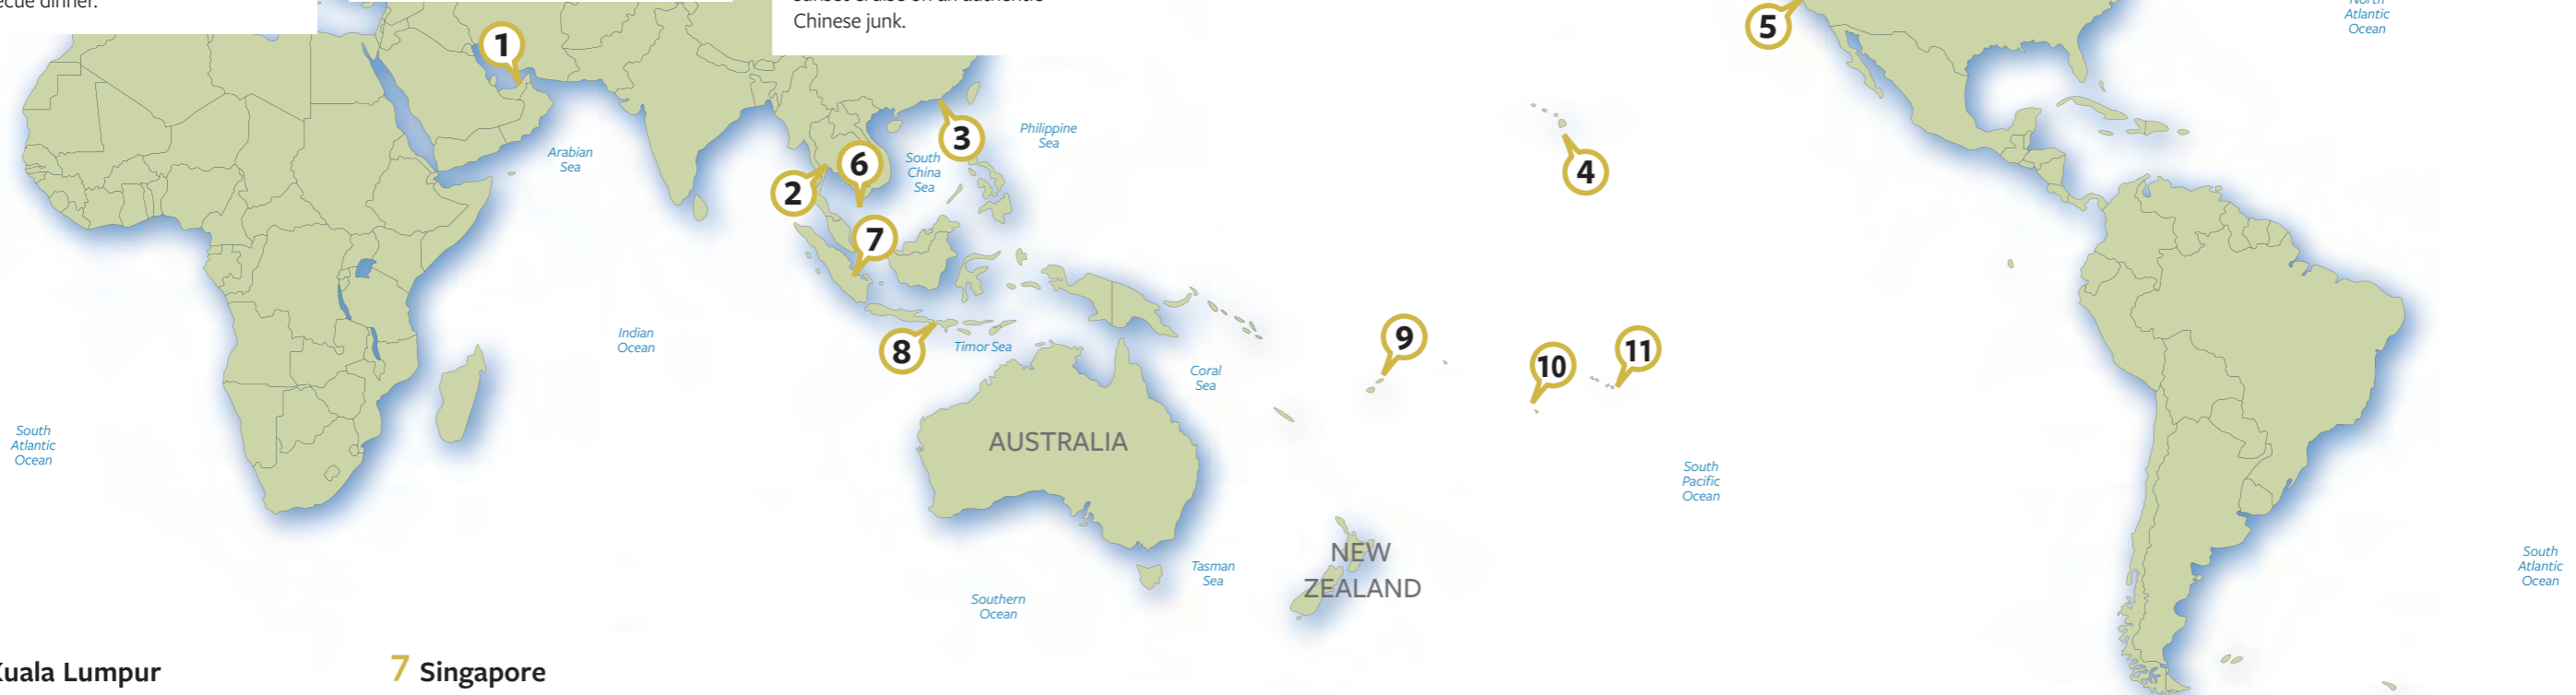 dinner.
Chinese junk.
1
5
Atlantic
Ocean
3
Philippine
Sea
Arabian
Sea
6
South
China
Sea
2
4
7
Indian
Ocean
8
Timor Sea
9
10
11
Coral
Sea
South
Atlantic
Ocean
AUSTRALIA
South
Pacific
Ocean
NEW
ZEALAND
Tasman
Sea
Southern
Ocean
South
Atlantic
Ocean
Kuala Lumpur
7 Singapore